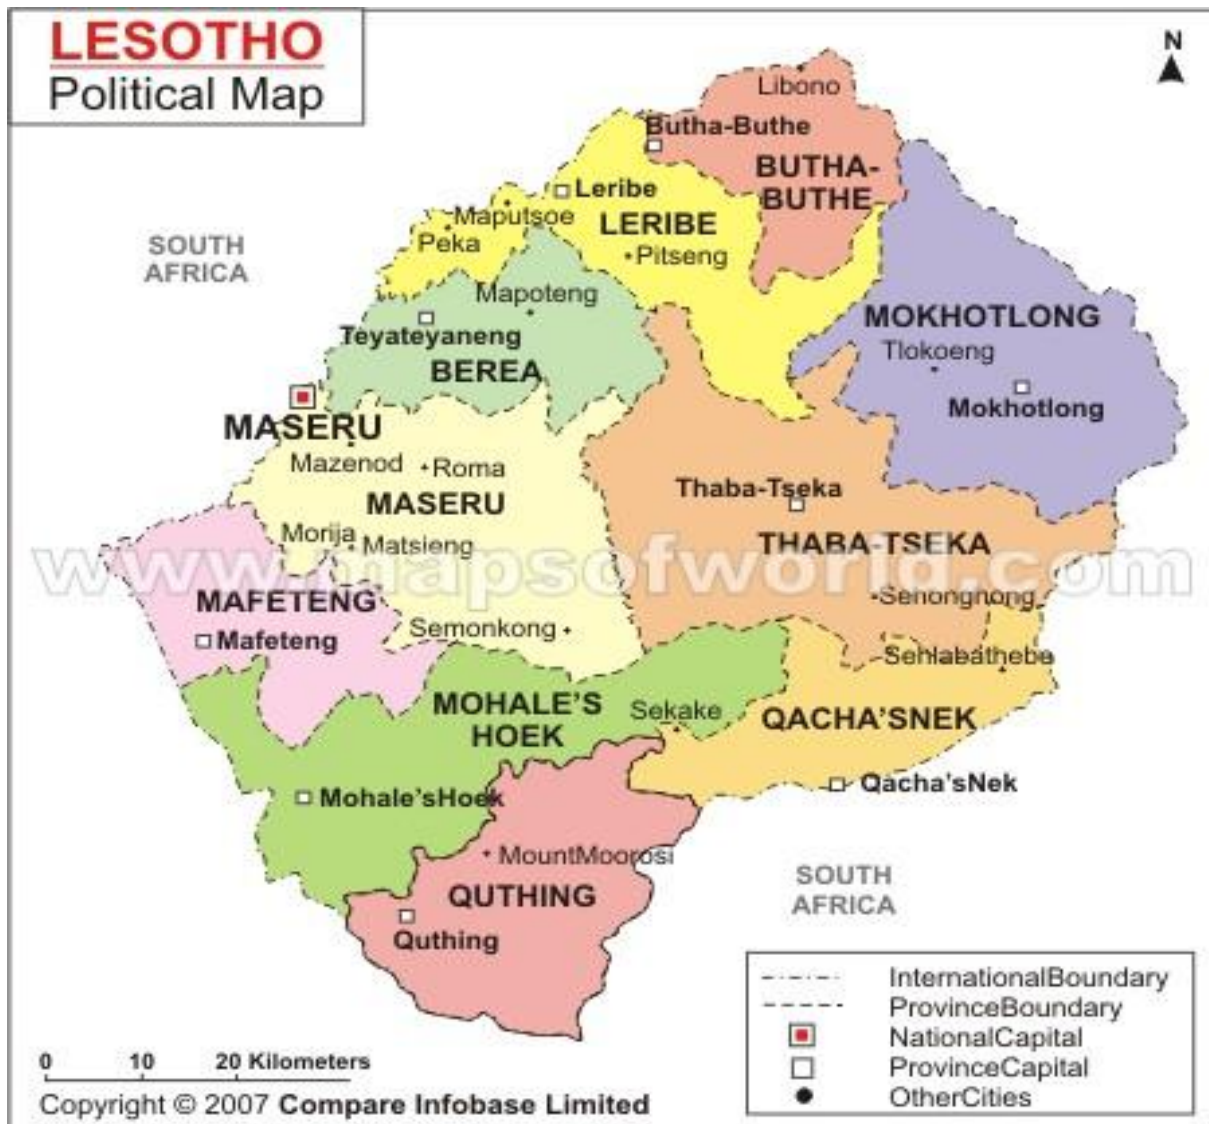 LESOTHO
Political Map
N
Libono
Butha-Buthe
BUTHA-
BUTHE
Leribe
LERIBE
Maputsoe
Peka
Pitseng
SOUTH
AFRICA
Mapoteng
Teyateyaneng
BEREA
MOKHOTLONG
Tlokoeng
Mokhotlong
MASERU
Mazenod
Roma
MASERU
Thaba-Tseka
THABA-TSEKA
Morija
Matsieng
www.mapsofworld.com
MAFETENG
Mafeteng
Semonkong
Sehonghong
Sehlabathebe
MOHALE'S
HOEK
Sekake
QACHA'SNEK
Qacha'sNek
Mohale'sHoek
MountMoorosi
QUTHING
Quthing
SOUTH
AFRICA
InternationalBoundary
ProvinceBoundary
NationalCapital
ProvinceCapital
OtherCities
0 10 20 Kilometers
Copyright © 2007 Compare Infobase Limited